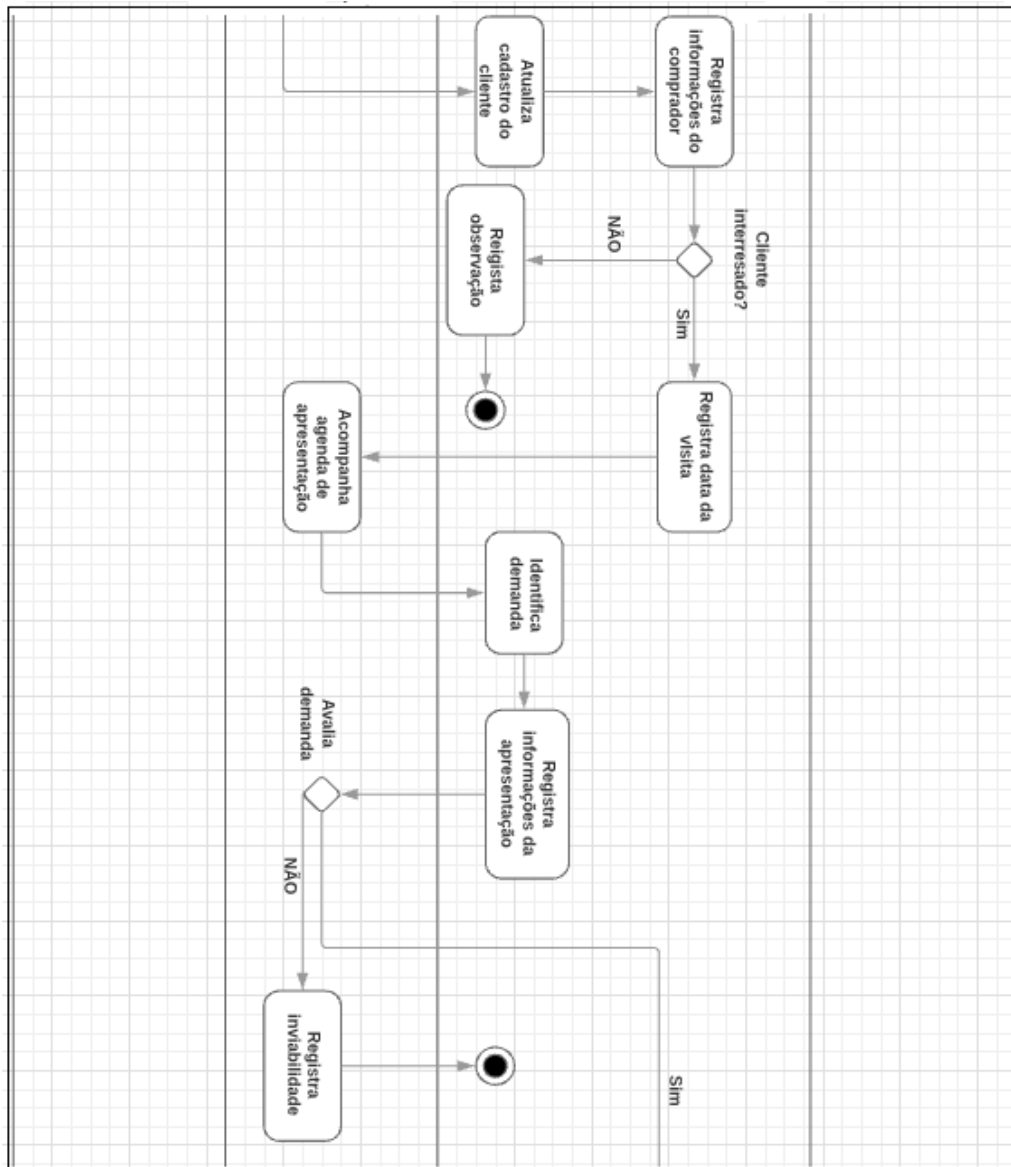 Registra
informações do
comprador
Atualiza
cadastro do
cliente
Cliente
interresado?
NÃO
Sim
Reigista
observação
Registra data da
visita
Acompanha
agenda de
apresentação
Identifica
demanda
Registra
informações da
apresentação
Avalia
demanda
NÃO
Sim
Registra
inviabilidade